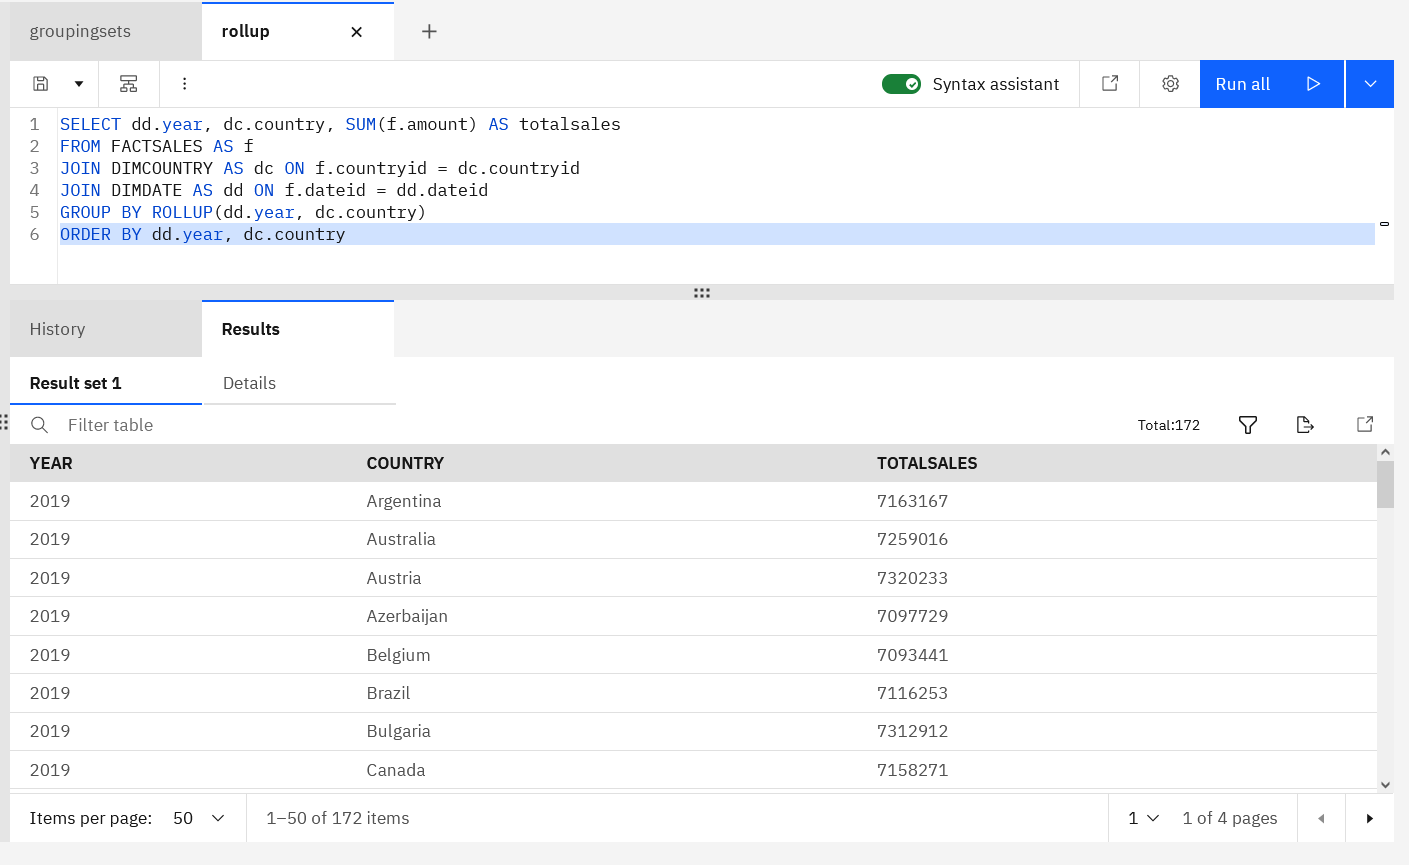 groupingsets rollup
Syntax assistant Run all
1 SELECT dd.year, dc.country, SUM(f.amount) AS totalsales
2 FROM FACTSALES AS f
3 JOIN DIMCOUNTRY AS dc ON f.countryid = dc.countryid
4 JOIN DIMDATE AS dd ON f.dateid = dd.dateid
5 GROUP BY ROLLUP(dd.year, dc.country)
6 ORDER BY dd.year, dc.country
History Results
Result set 1 Details
Filter table Total:172
YEAR COUNTRY TOTALSALES
2019 Argentina 7163167
2019 Australia 7259016
2019 Austria 7320233
2019 Azerbaijan 7097729
2019 Belgium 7093441
2019 Brazil 7116253
2019 Bulgaria 7312912
2019 Canada 7158271
Items per page: 50 1–50 of 172 items 1 1 of 4 pages